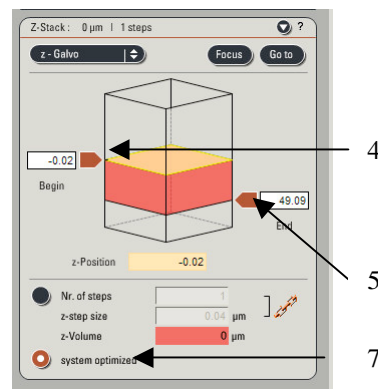 Z-Stack: 0 µm | 1 steps ?
z - Galvo Focus Go to
-0.02 4
Begin
49.09
End
5
z-Position -0.02
Nr. of steps 1
z-step size 0.04 µm
z-Volume 0 µm
system optimized 7